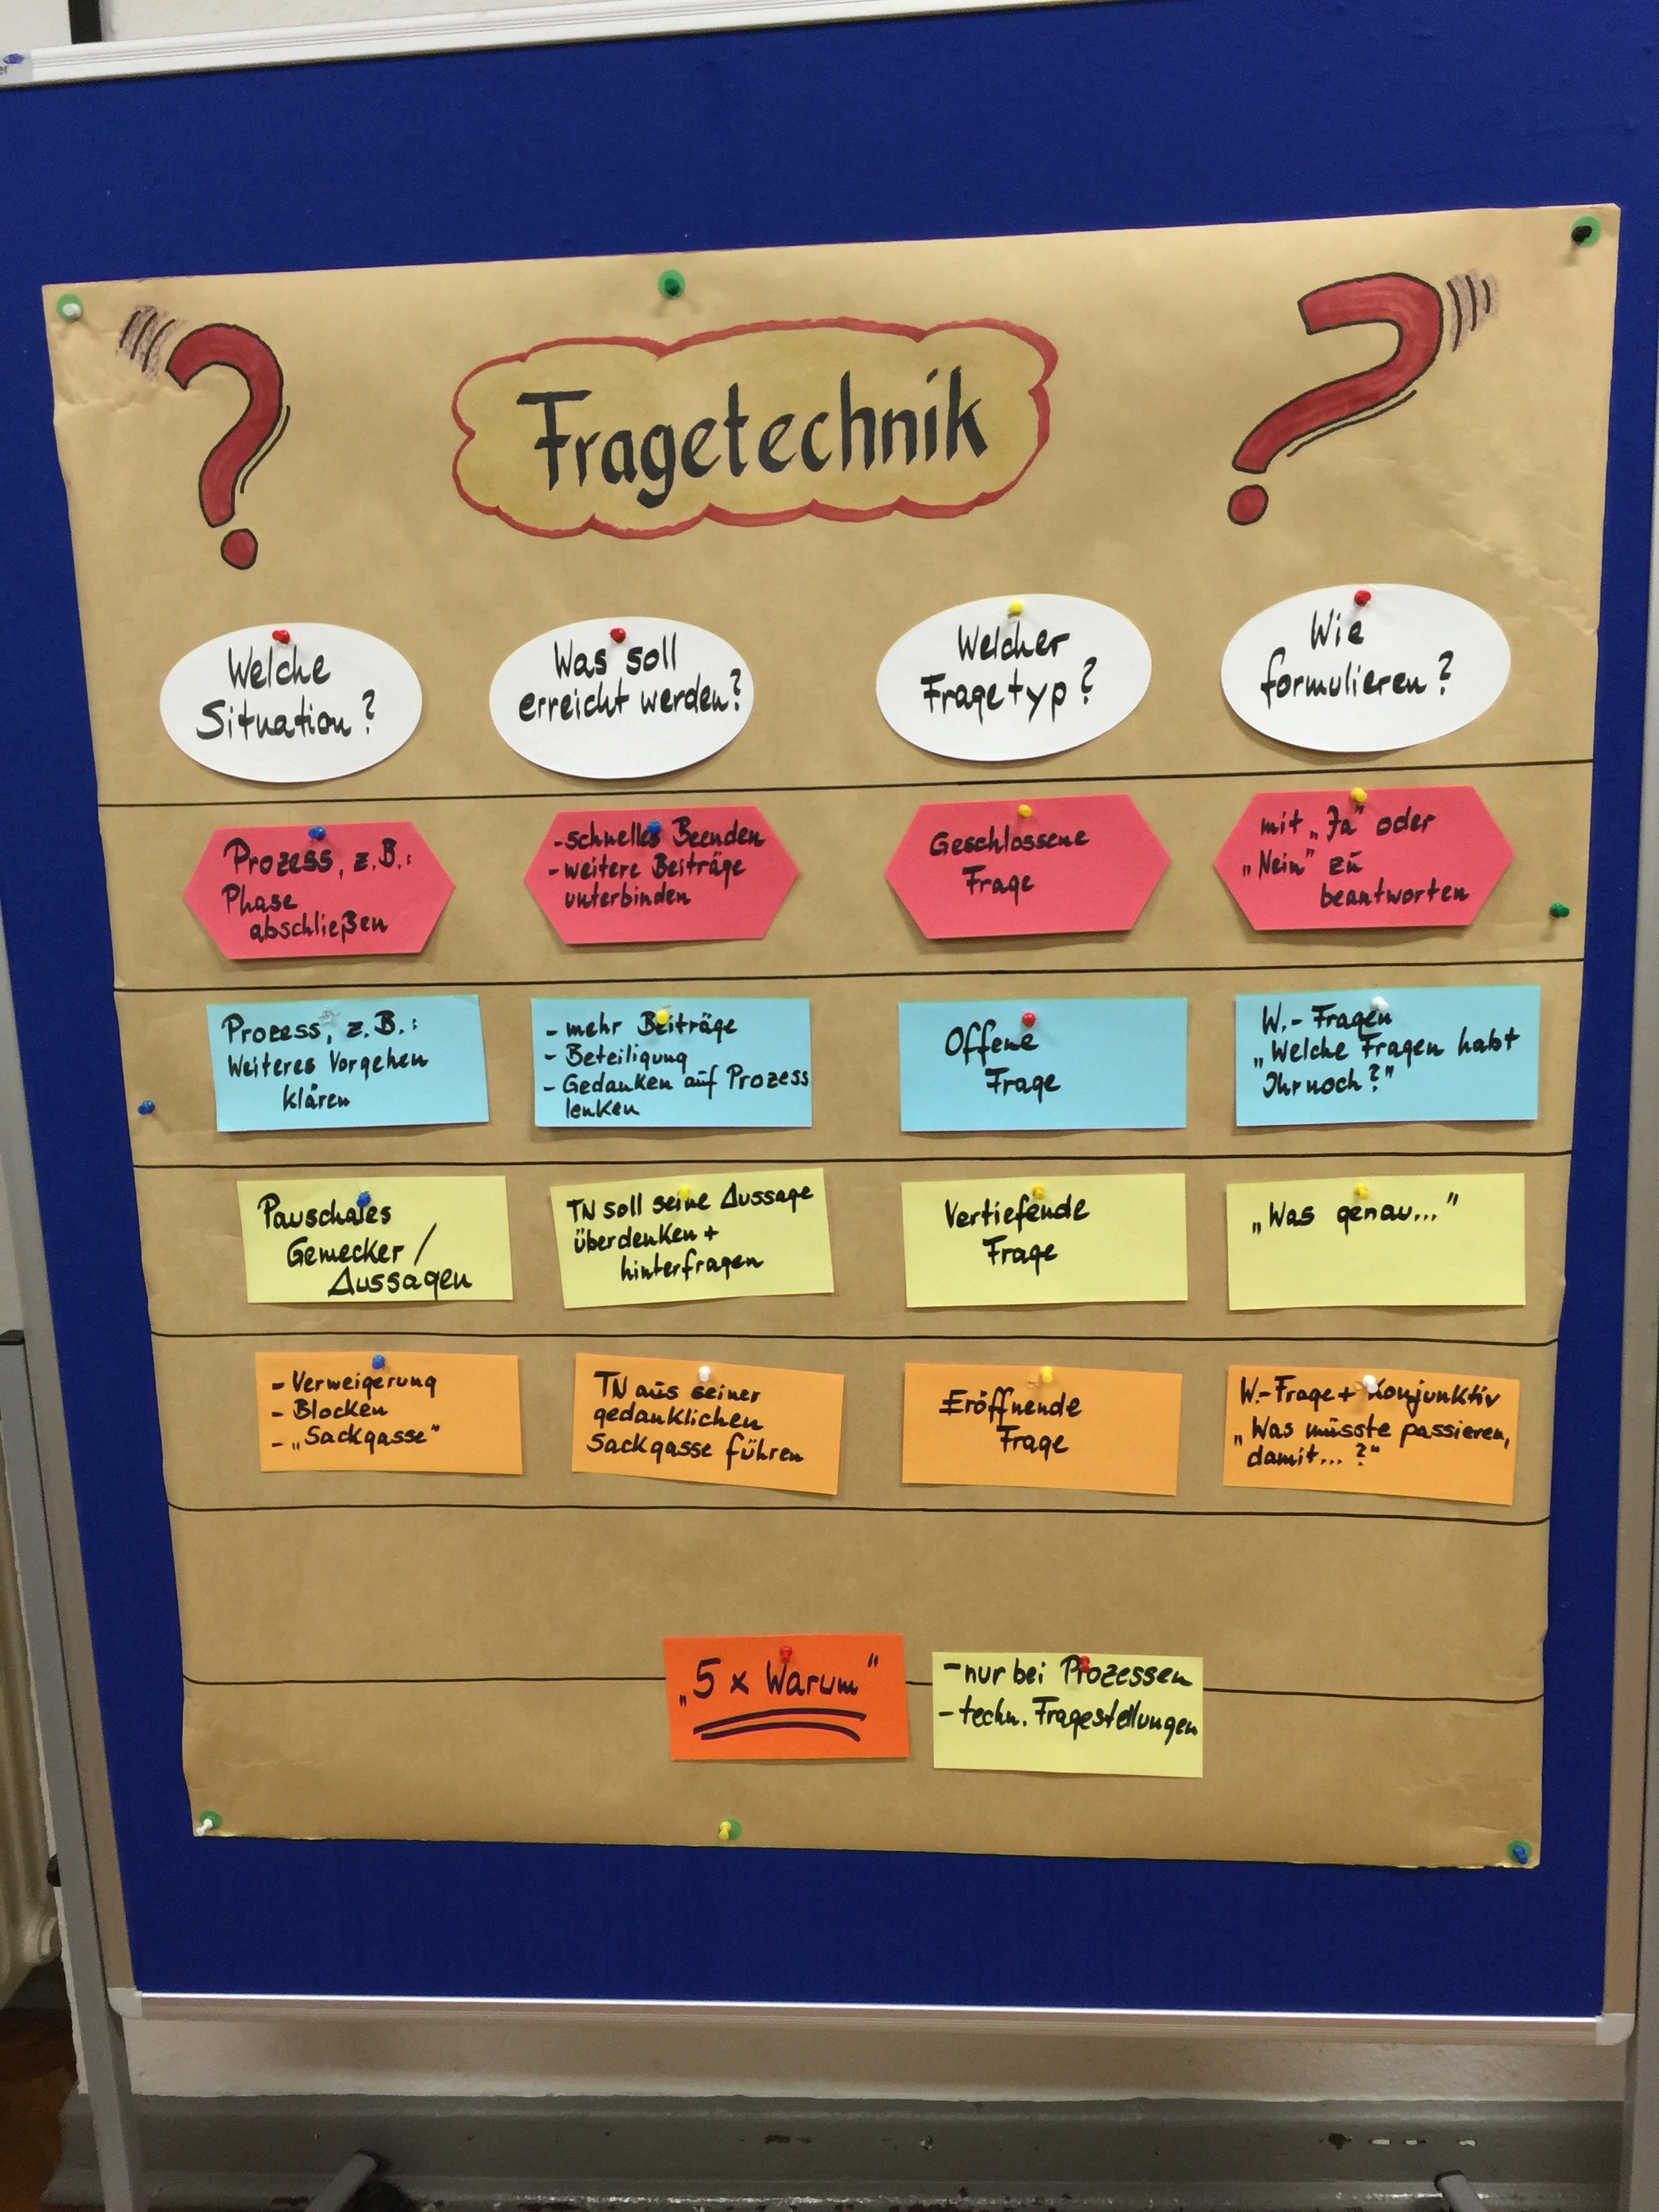 Fragetechnik
Welche
Situation?
Was soll
erreicht werden?
Welcher
Fragetyp?
Wie
formulieren?
Prozess, z.B.:
Phase
abschließen
- schnelles Beenden
- weitere Beiträge
unterbinden
Geschlossene
Frage
mit „Ja" oder
„Nein" zu
beantworten
Prozess, z.B.:
Weiteres Vorgehen
klären
- mehr Beiträge
- Beteiligung
- Gedanken auf Prozess
lenken
Offene
Frage
W.- Fragen
„Welche Fragen habt
Ihr noch?"
Pauschales
Gemecker /
Aussagen
TN soll seine Aussage
überdenken +
hinterfragen
Vertiefende
Frage
„Was genau..."
- Verweigerung
- Blocken
- „Sackgasse"
TN aus seiner
gedanklichen
Sackgasse führen
Eröffnende
Frage
W.-Frage + Konjunktiv
„Was müsste passieren,
damit... ?"
„5 x Warum"
- nur bei Prozessen
- techn. Fragestellungen